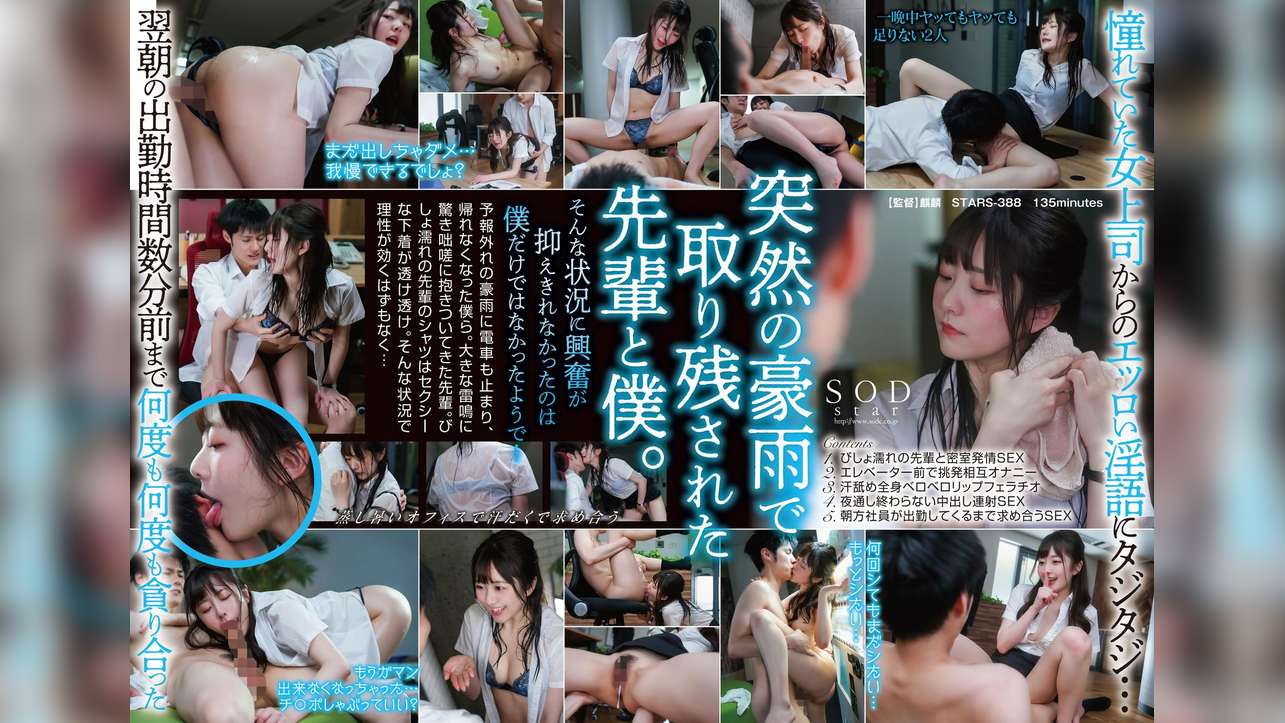 憧れていた女上司からのエッロい淫語にタジタジ…
一晩中ヤッてもヤッても
足りない2人
まだ出しちゃダメ…
我慢できるでしょ?
【監督】麒麟 STARS-388 135minutes
突然の豪雨で
取り残された
先輩と僕。
そんな状況に興奮が
抑えきれなかったのは
僕だけではなかったようで…
予報外れの豪雨に電車も止まり、
帰れなくなった僕ら。大きな雷鳴に
驚き咄嗟に抱きついてきた先輩。び
しょ濡れの先輩のシャツはセクシー
な下着が透け透け。そんな状況で
理性が効くはずもなく…
SOD
star
http://www.sodc.co.jp
Contents
1. びしょ濡れの先輩と密室発情SEX
2. エレベーター前で挑発相互オナニー
3. 汗舐め全身ベロベロリップフェラチオ
4. 夜通し終わらない中出し連射SEX
5. 朝方社員が出勤してくるまで求め合うSEX
蒸し暑いオフィスで汗だくで求め合う
何回シてもまだシたい…
もっとシたい…
もうガマン
出来なくなっちゃった…
チ○ポしゃぶっていい?
翌朝の出勤時間数分前まで何度も何度も貪り合った